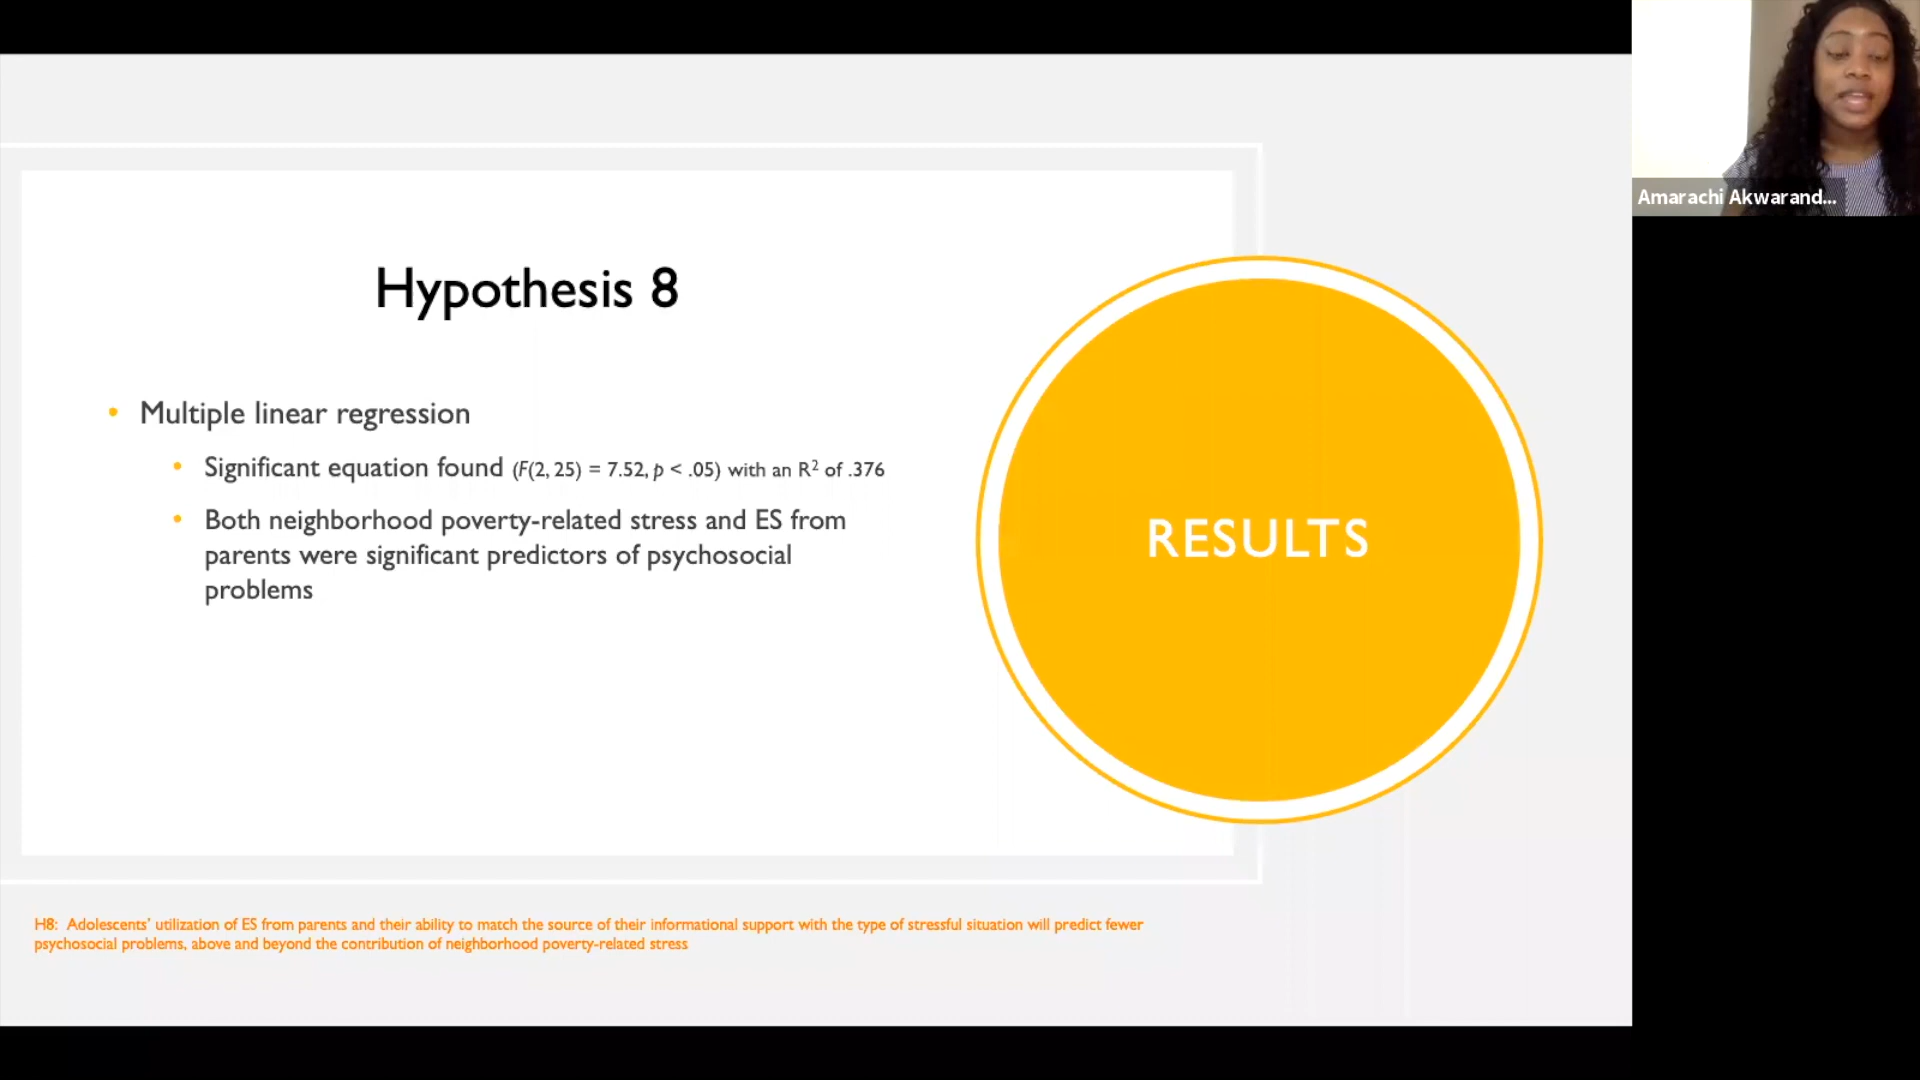 Amarachi Akwarand...
Hypothesis 8
• Multiple linear regression
• Significant equation found (F(2, 25) = 7.52, p < .05) with an R² of .376
• Both neighborhood poverty-related stress and ES from
parents were significant predictors of psychosocial
problems
RESULTS
H8: Adolescents' utilization of ES from parents and their ability to match the source of their informational support with the type of stressful situation will predict fewer
psychosocial problems, above and beyond the contribution of neighborhood poverty-related stress